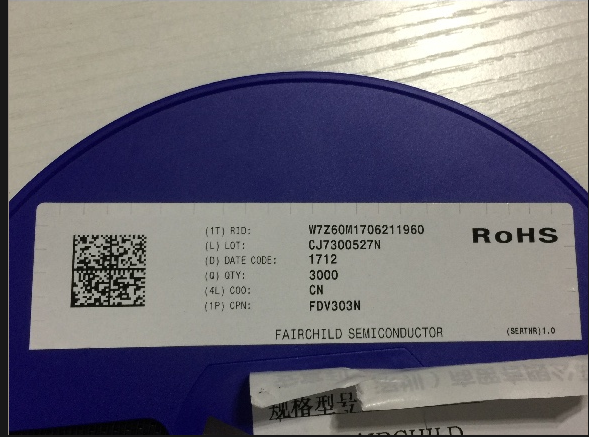 (1T) RID: W7Z60M1706211960
(L) LOT: CJ7300527N
(D) DATE CODE: 1712
(Q) QTY: 3000
(4L) COO: CN
(1P) CPN: FDV303N
RoHS
FAIRCHILD SEMICONDUCTOR
(SERTHR)1.0
规格型号